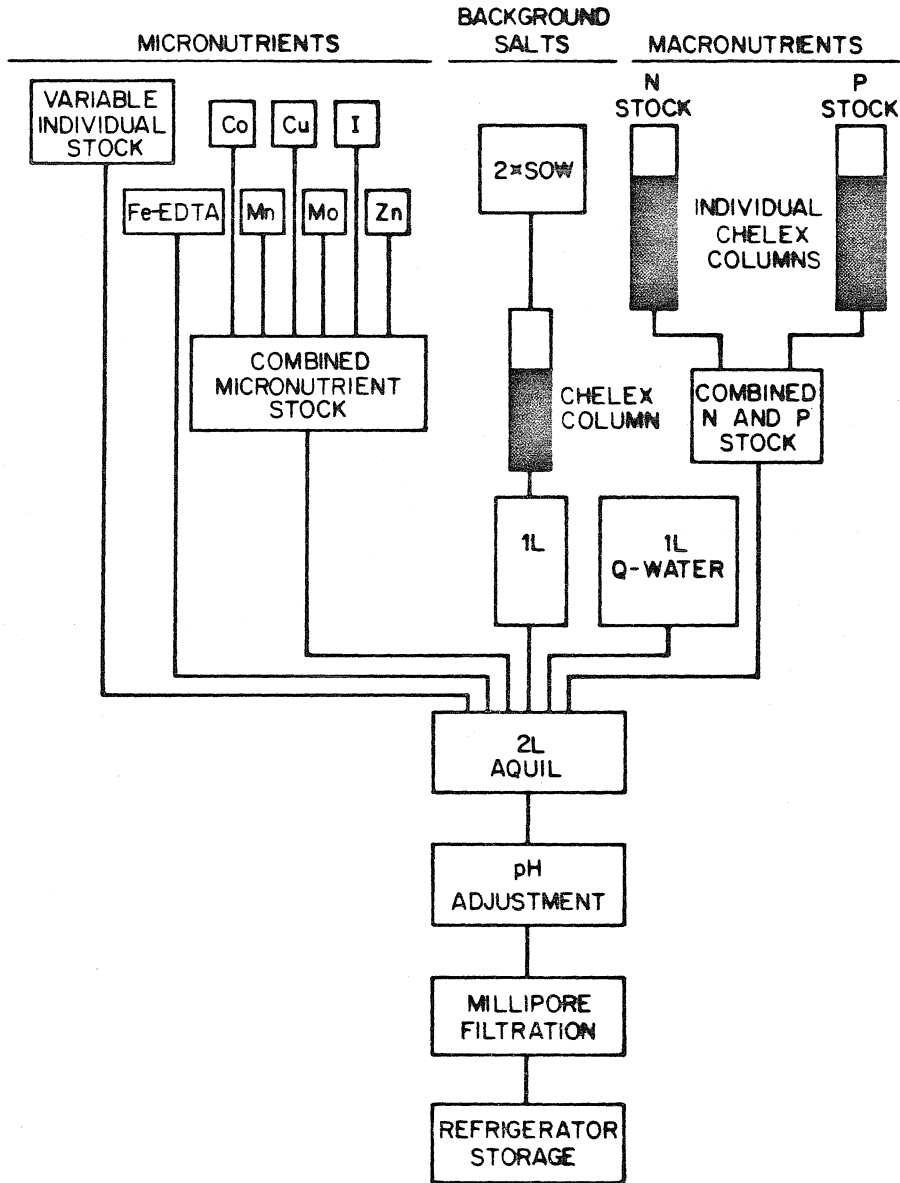 MICRONUTRIENTS
BACKGROUND
SALTS
MACRONUTRIENTS
VARIABLE
INDIVIDUAL
STOCK
Co
Cu
I
Fe-EDTA
Mn
Mo
Zn
COMBINED
MICRONUTRIENT
STOCK
2×SOW
CHELEX
COLUMN
1L
1L
Q-WATER
N
STOCK
P
STOCK
INDIVIDUAL
CHELEX
COLUMNS
COMBINED
N AND P
STOCK
2L
AQUIL
pH
ADJUSTMENT
MILLIPORE
FILTRATION
REFRIGERATOR
STORAGE